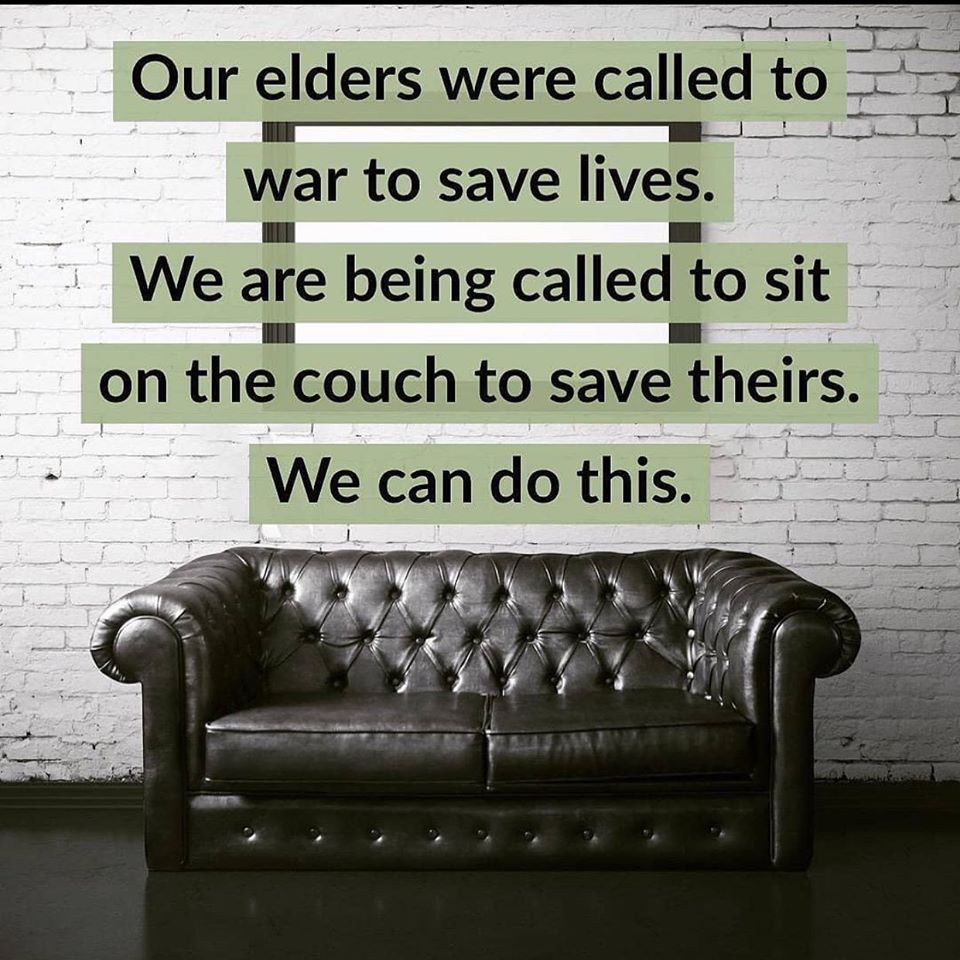 Our elders were called to
war to save lives.
We are being called to sit
on the couch to save theirs.
We can do this.